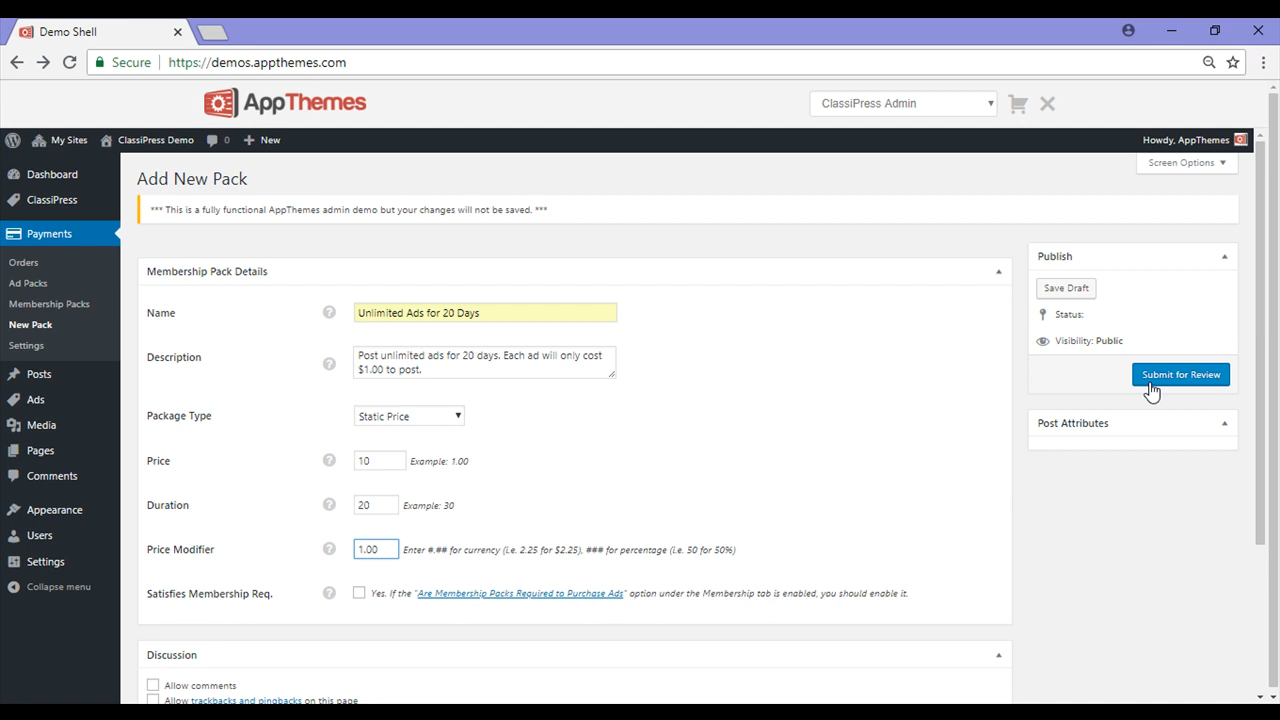 Demo Shell
Secure https://demos.appthemes.com
AppThemes
ClassiPress Admin
My Sites ClassiPress Demo 0 New
Howdy, AppThemes
Screen Options
Dashboard
ClassiPress
Payments
Orders
Ad Packs
Membership Packs
New Pack
Settings
Posts
Ads
Media
Pages
Comments
Appearance
Users
Settings
Collapse menu
Add New Pack
*** This is a fully functional AppThemes admin demo but your changes will not be saved. ***
Membership Pack Details
Name ? Unlimited Ads for 20 Days
Description ? Post unlimited ads for 20 days. Each ad will only cost
$1.00 to post.
Package Type Static Price
Price ? 10 Example: 1.00
Duration ? 20 Example: 30
Price Modifier ? 1.00 Enter #.## for currency (i.e. 2.25 for $2.25), ### for percentage (i.e. 50 for 50%)
Satisfies Membership Req. ? Yes. If the "Are Membership Packs Required to Purchase Ads" option under the Membership tab is enabled, you should enable it.
Discussion
Allow comments
Allow trackbacks and pingbacks on this page
Publish
Save Draft
Status:
Visibility: Public
Submit for Review
Post Attributes